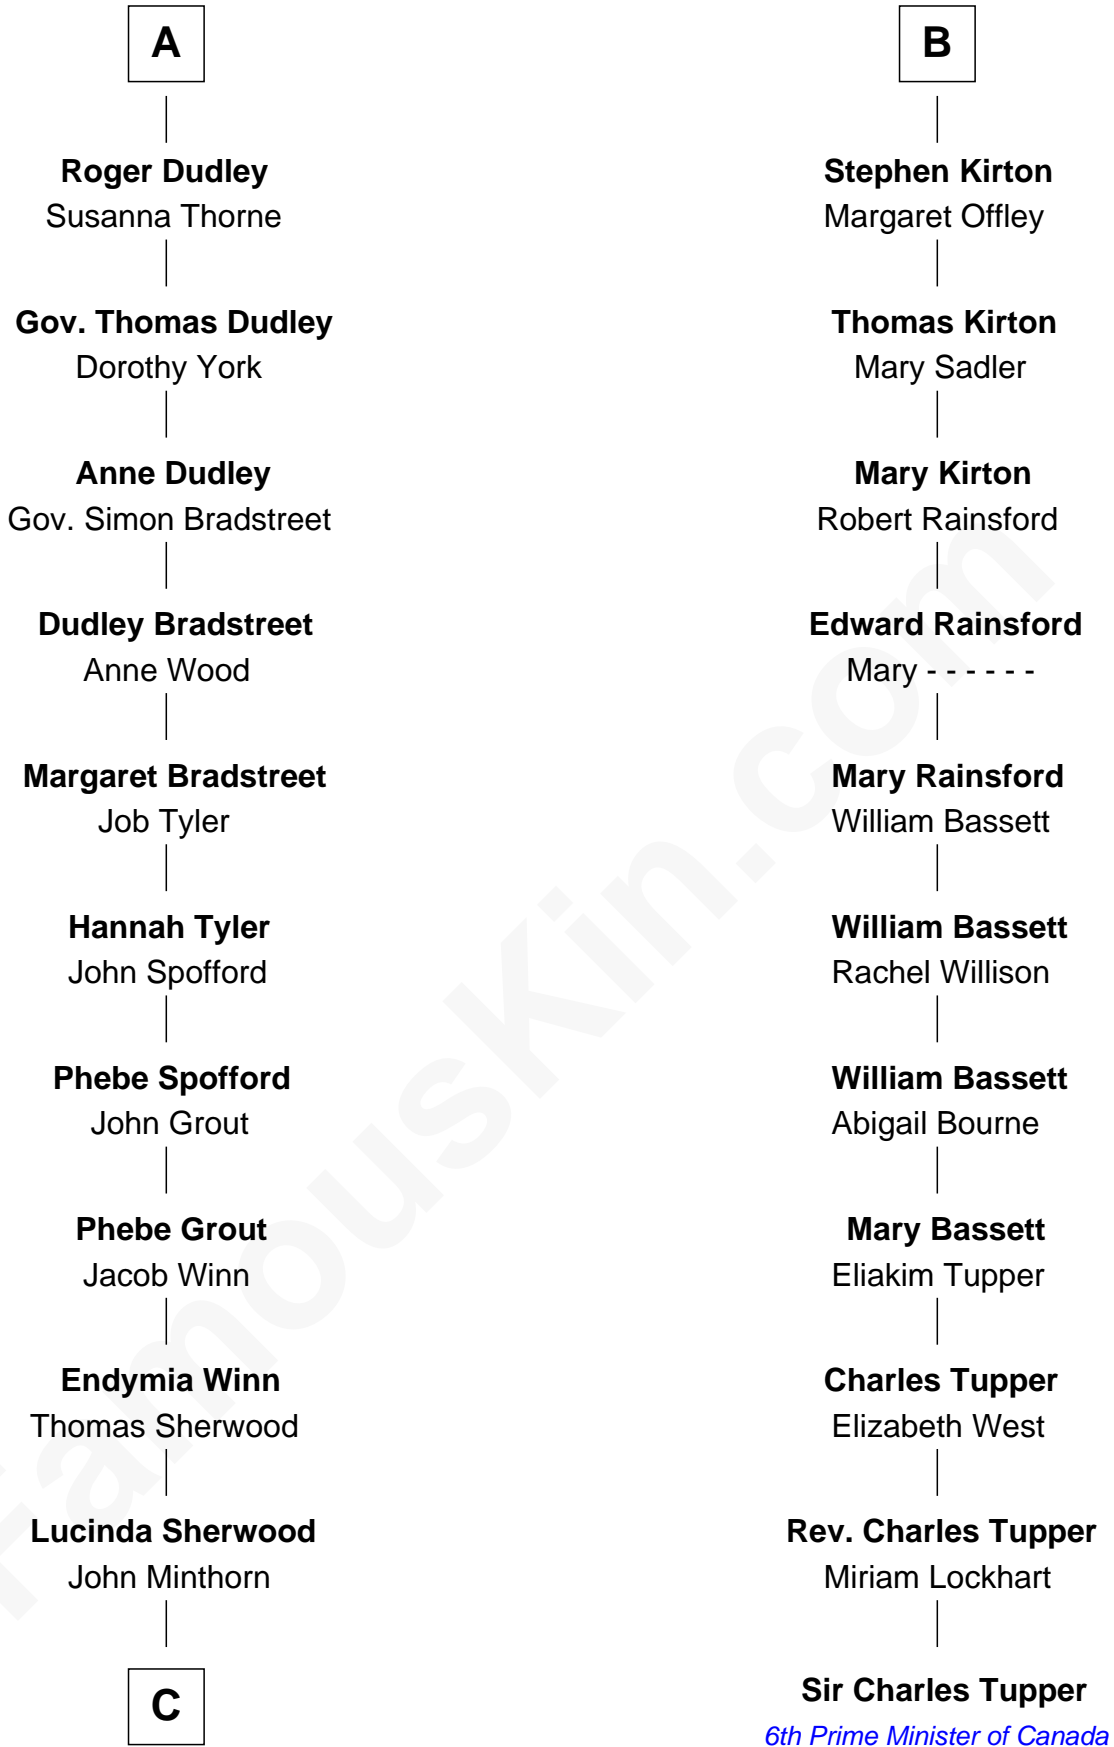 A
Roger Dudley
Susanna Thorne
Gov. Thomas Dudley
Dorothy York
Anne Dudley
Gov. Simon Bradstreet
Dudley Bradstreet
Anne Wood
Margaret Bradstreet
Job Tyler
Hannah Tyler
John Spofford
Phebe Spofford
John Grout
Phebe Grout
Jacob Winn
Endymia Winn
Thomas Sherwood
Lucinda Sherwood
John Minthorn
C
B
Stephen Kirton
Margaret Offley
Thomas Kirton
Mary Sadler
Mary Kirton
Robert Rainsford
Edward Rainsford
Mary - - - - - -
Mary Rainsford
William Bassett
William Bassett
Rachel Willison
William Bassett
Abigail Bourne
Mary Bassett
Eliakim Tupper
Charles Tupper
Elizabeth West
Rev. Charles Tupper
Miriam Lockhart
Sir Charles Tupper
6th Prime Minister of Canada
FamousKin.com